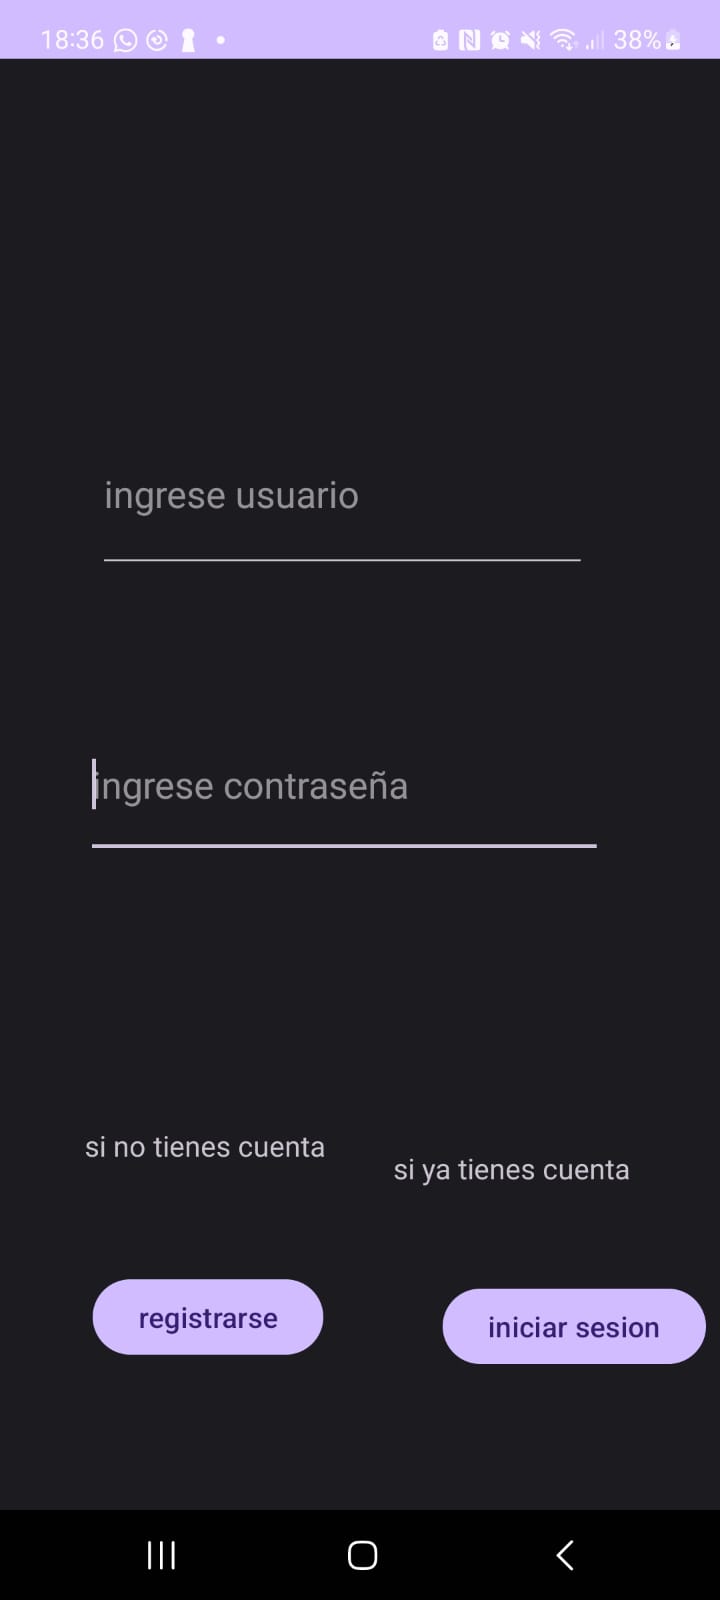 18:36 38%
ingrese usuario
ingrese contraseña
si no tienes cuenta
si ya tienes cuenta
registrarse
iniciar sesion